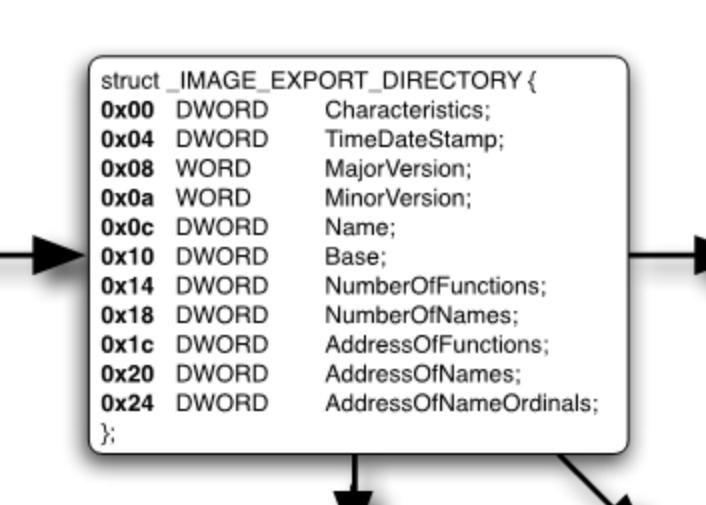 struct _IMAGE_EXPORT_DIRECTORY {
0x00 DWORD Characteristics;
0x04 DWORD TimeDateStamp;
0x08 WORD MajorVersion;
0x0a WORD MinorVersion;
0x0c DWORD Name;
0x10 DWORD Base;
0x14 DWORD NumberOfFunctions;
0x18 DWORD NumberOfNames;
0x1c DWORD AddressOfFunctions;
0x20 DWORD AddressOfNames;
0x24 DWORD AddressOfNameOrdinals;
};